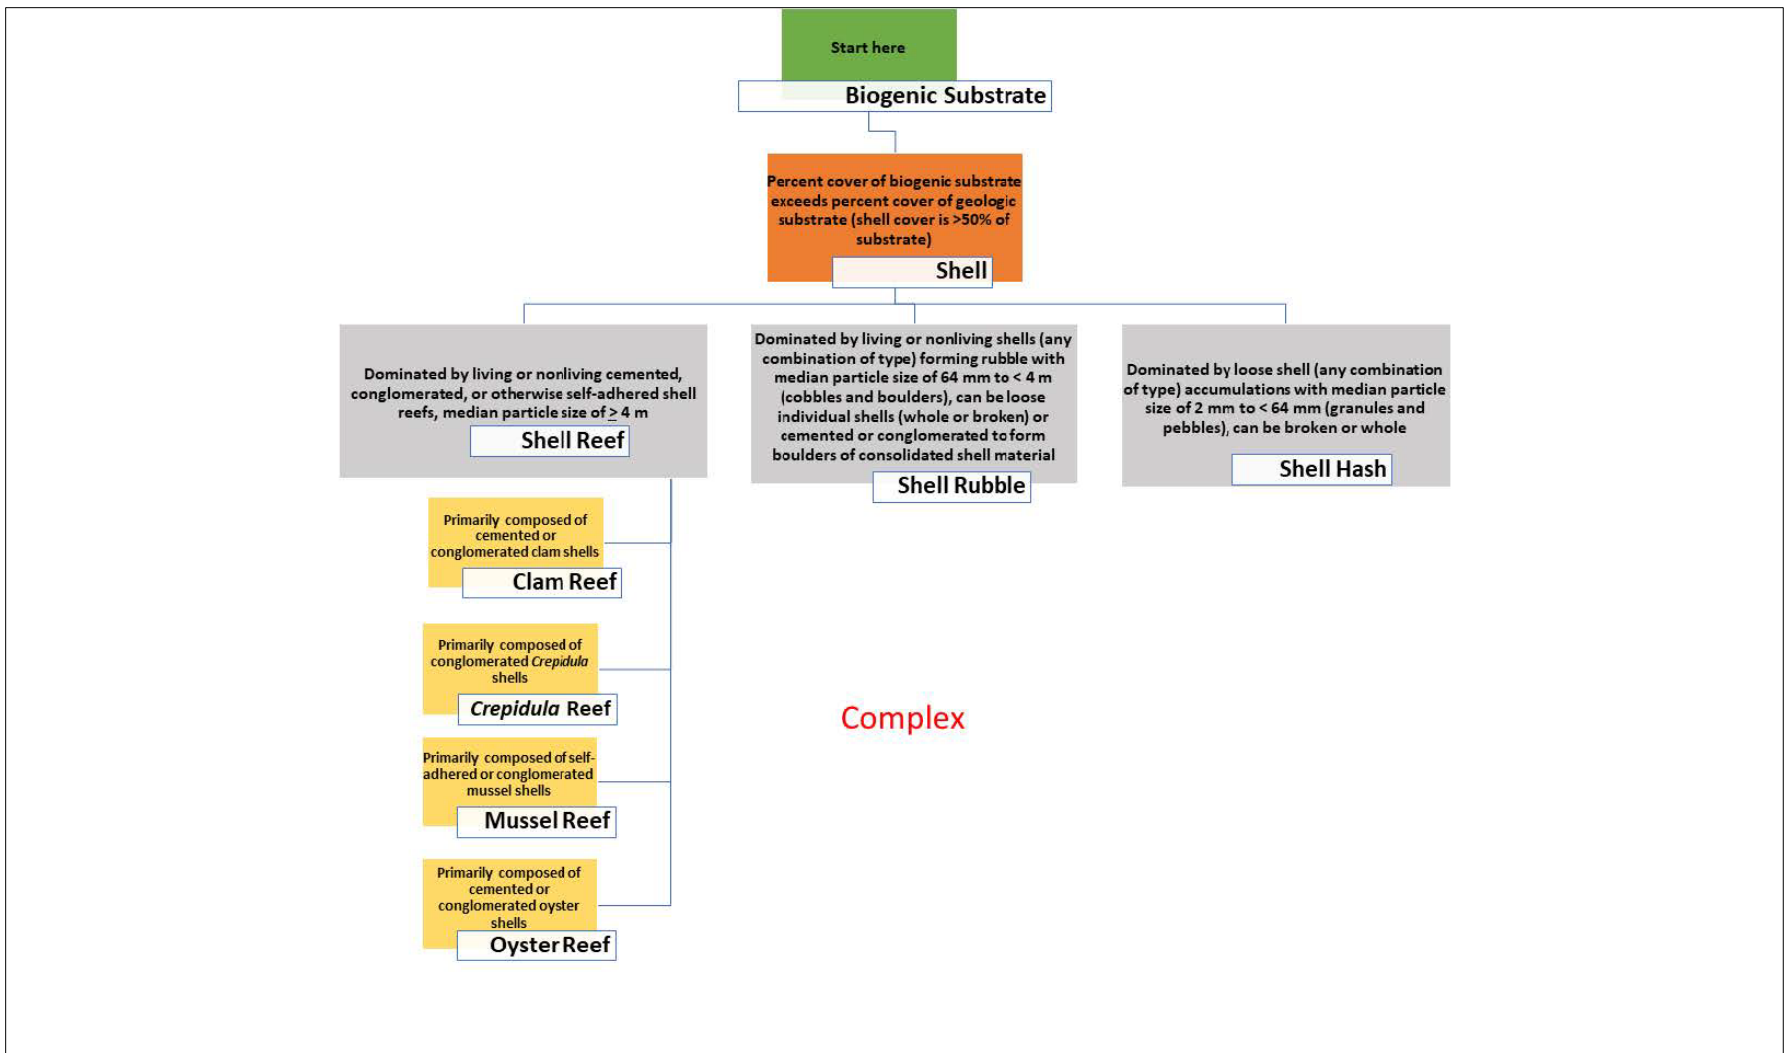 Start here
Biogenic Substrate
Percent cover of biogenic substrate
exceeds percent cover of geologic
substrate (shell cover is >50% of
substrate)
Shell
Dominated by living or nonliving cemented,
conglomerated, or otherwise self-adhered shell
reefs, median particle size of ≥ 4 m
Shell Reef
Dominated by living or nonliving shells (any
combination of type) forming rubble with
median particle size of 64 mm to < 4 m
(cobbles and boulders), can be loose
individual shells (whole or broken) or
cemented or conglomerated to form
boulders of consolidated shell material
Shell Rubble
Dominated by loose shell (any combination
of type) accumulations with median particle
size of 2 mm to < 64 mm (granules and
pebbles), can be broken or whole
Shell Hash
Primarily composed of
cemented or
conglomerated clam shells
Clam Reef
Primarily composed of
conglomerated Crepidula
shells
Crepidula Reef
Complex
Primarily composed of self-
adhered or conglomerated
mussel shells
Mussel Reef
Primarily composed of
cemented or
conglomerated oyster
shells
Oyster Reef